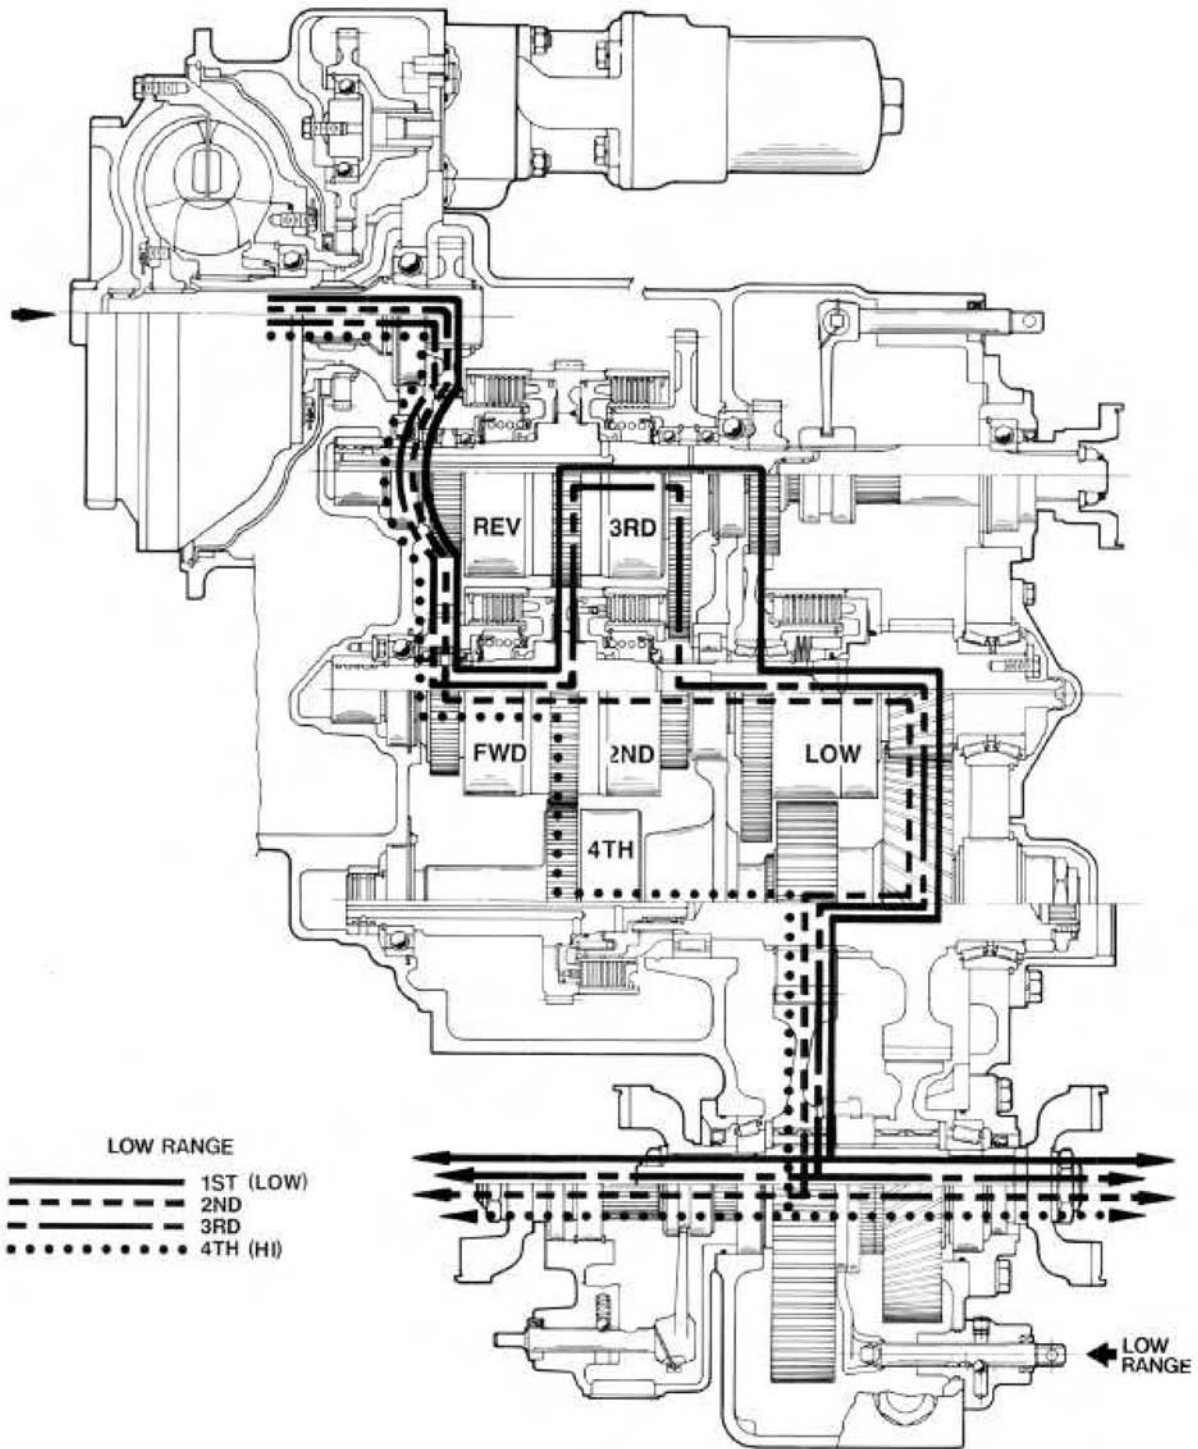 REV
3RD
FWD
2ND
LOW
4TH
LOW RANGE
1ST (LOW)
2ND
3RD
4TH (HI)
LOW
RANGE